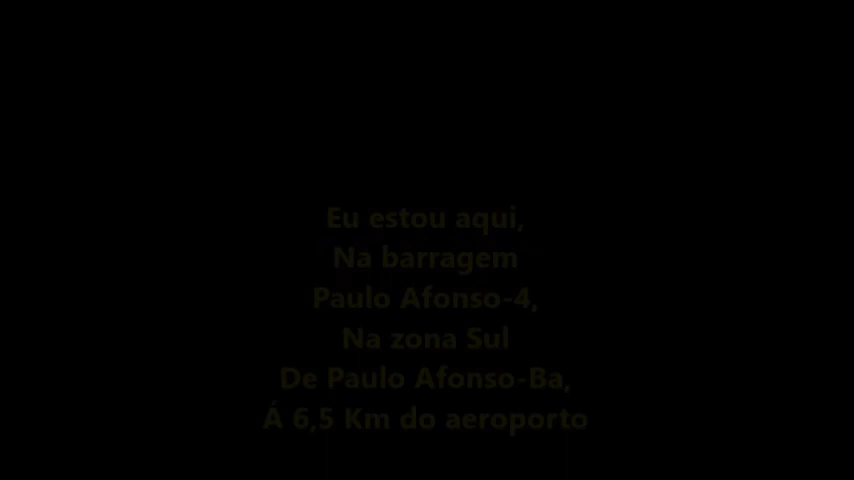 Eu estou aqui,
Na barragem
Paulo Afonso-4,
Na zona Sul
De Paulo Afonso-Ba,
Á 6,5 Km do aeroporto